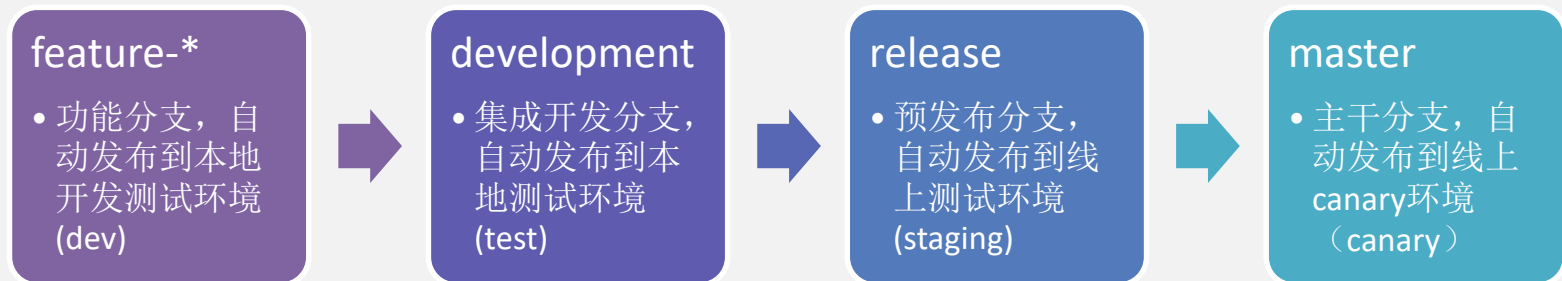 feature-*
• 功能分支，自
动发布到本地
开发测试环境
(dev)
development
• 集成开发分支，
自动发布到本
地测试环境
(test)
release
• 预发布分支，
自动发布到线
上测试环境
(staging)
master
• 主干分支，自
动发布到线上
canary环境
（canary）